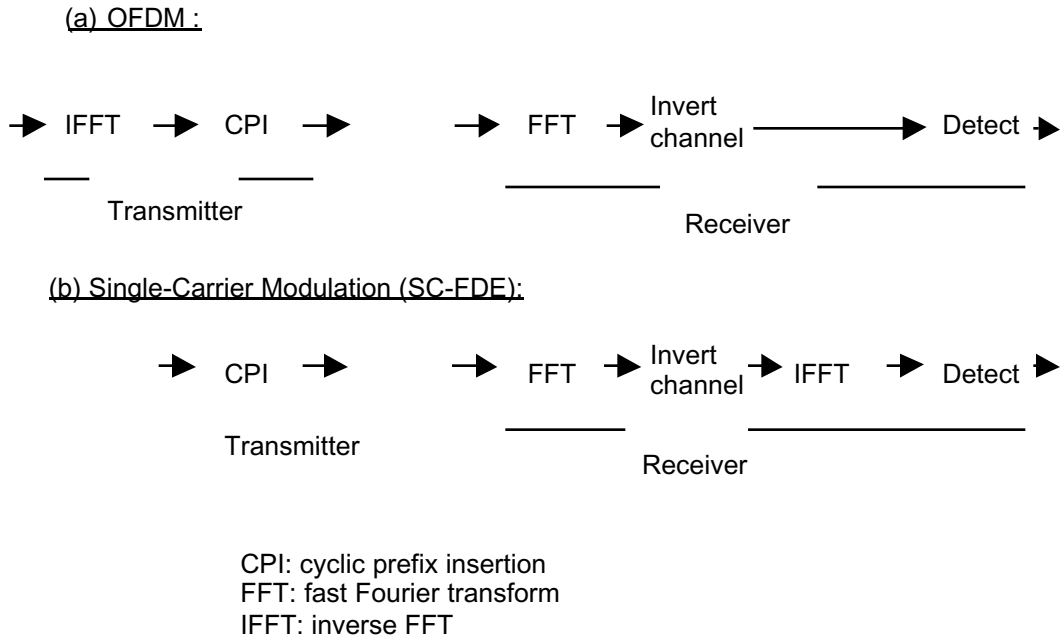 (a) OFDM :
IFFT CPI FFT Invert channel Detect
Transmitter
Receiver
(b) Single-Carrier Modulation (SC-FDE):
CPI FFT Invert channel IFFT Detect
Transmitter
Receiver
CPI: cyclic prefix insertion
FFT: fast Fourier transform
IFFT: inverse FFT